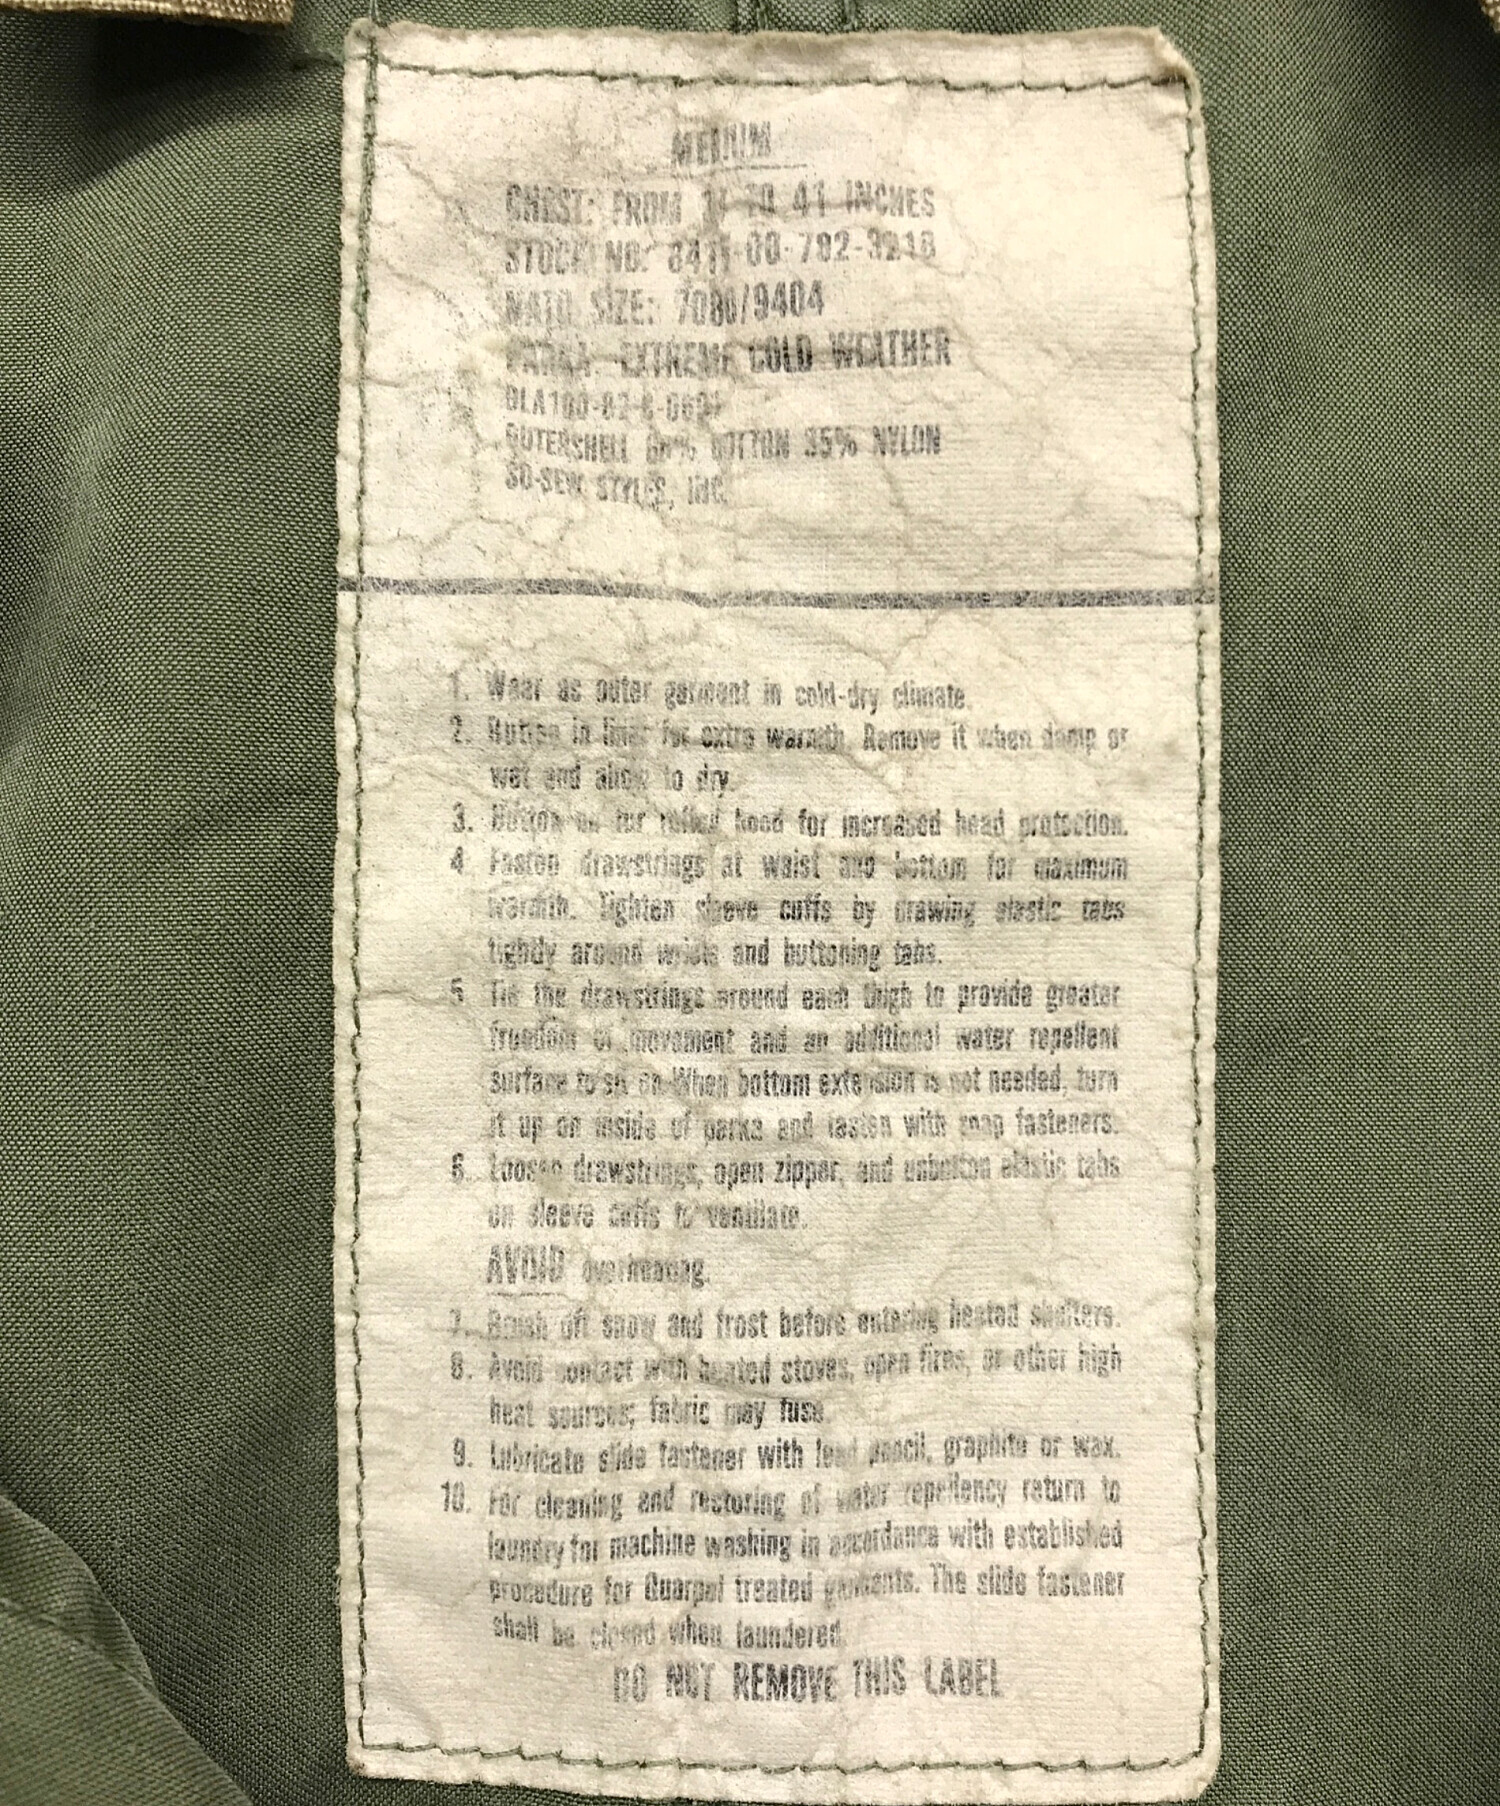 MEDIUM
CHEST: FROM TO 41 INCHES
STOCK NO: 8415-00-782-3218
NATO SIZE: 7080/9404
PARKA: EXTREME COLD WEATHER
OUTERSHELL COTTON 35% NYLON
SO-SEW STYLES, INC.
1. Wear as outer garment in cold-dry climate.
2. Button in liner for extra warmth. Remove it when damp or
wet and allow to dry.
3. Button on fur ruffed hood for increased head protection.
4 Fasten drawstrings at waist and bottom for maximum
warmth. Tighten sleeve cuffs by drawing elastic tabs
tightly around wrists and buttoning tabs.
5 Tie the drawstrings around each thigh to provide greater
freedom of movement and an additional water repellent
surface to sit on. When bottom extension is not needed, turn
it up on inside of parka and fasten with snap fasteners.
6. Loosen drawstrings, open zipper, and unbutton elastic tabs
on sleeve cuffs to ventilate.
AVOID overheating.
7. Brush off snow and frost before entering heated shelters.
8. Avoid contact with heated stoves, open fires, or other high
heat sources; fabric may fuse.
9. Lubricate slide fastener with lead pencil, graphite or wax.
10. For cleaning and restoring of water repellency return to
laundry for machine washing in accordance with established
procedure for Quarpel treated garments. The slide fastener
shall be closed when laundered.
DO NOT REMOVE THIS LABEL